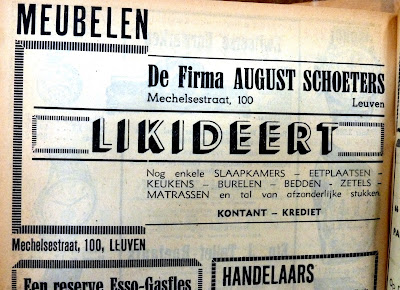 MEUBELEN
De Firma AUGUST SCHOETERS
Mechelsestraat, 100 Leuven
LIKIDEERT
Nog enkele SLAAPKAMERS – EETPLAATSEN –
KEUKENS – BURELEN – BEDDEN – ZETELS –
MATRASSEN en tal van afzonderlijke stukken.
KONTANT – KREDIET
Mechelsestraat, 100, LEUVEN
Een reserve Esso-Gasfles
HANDELAARS